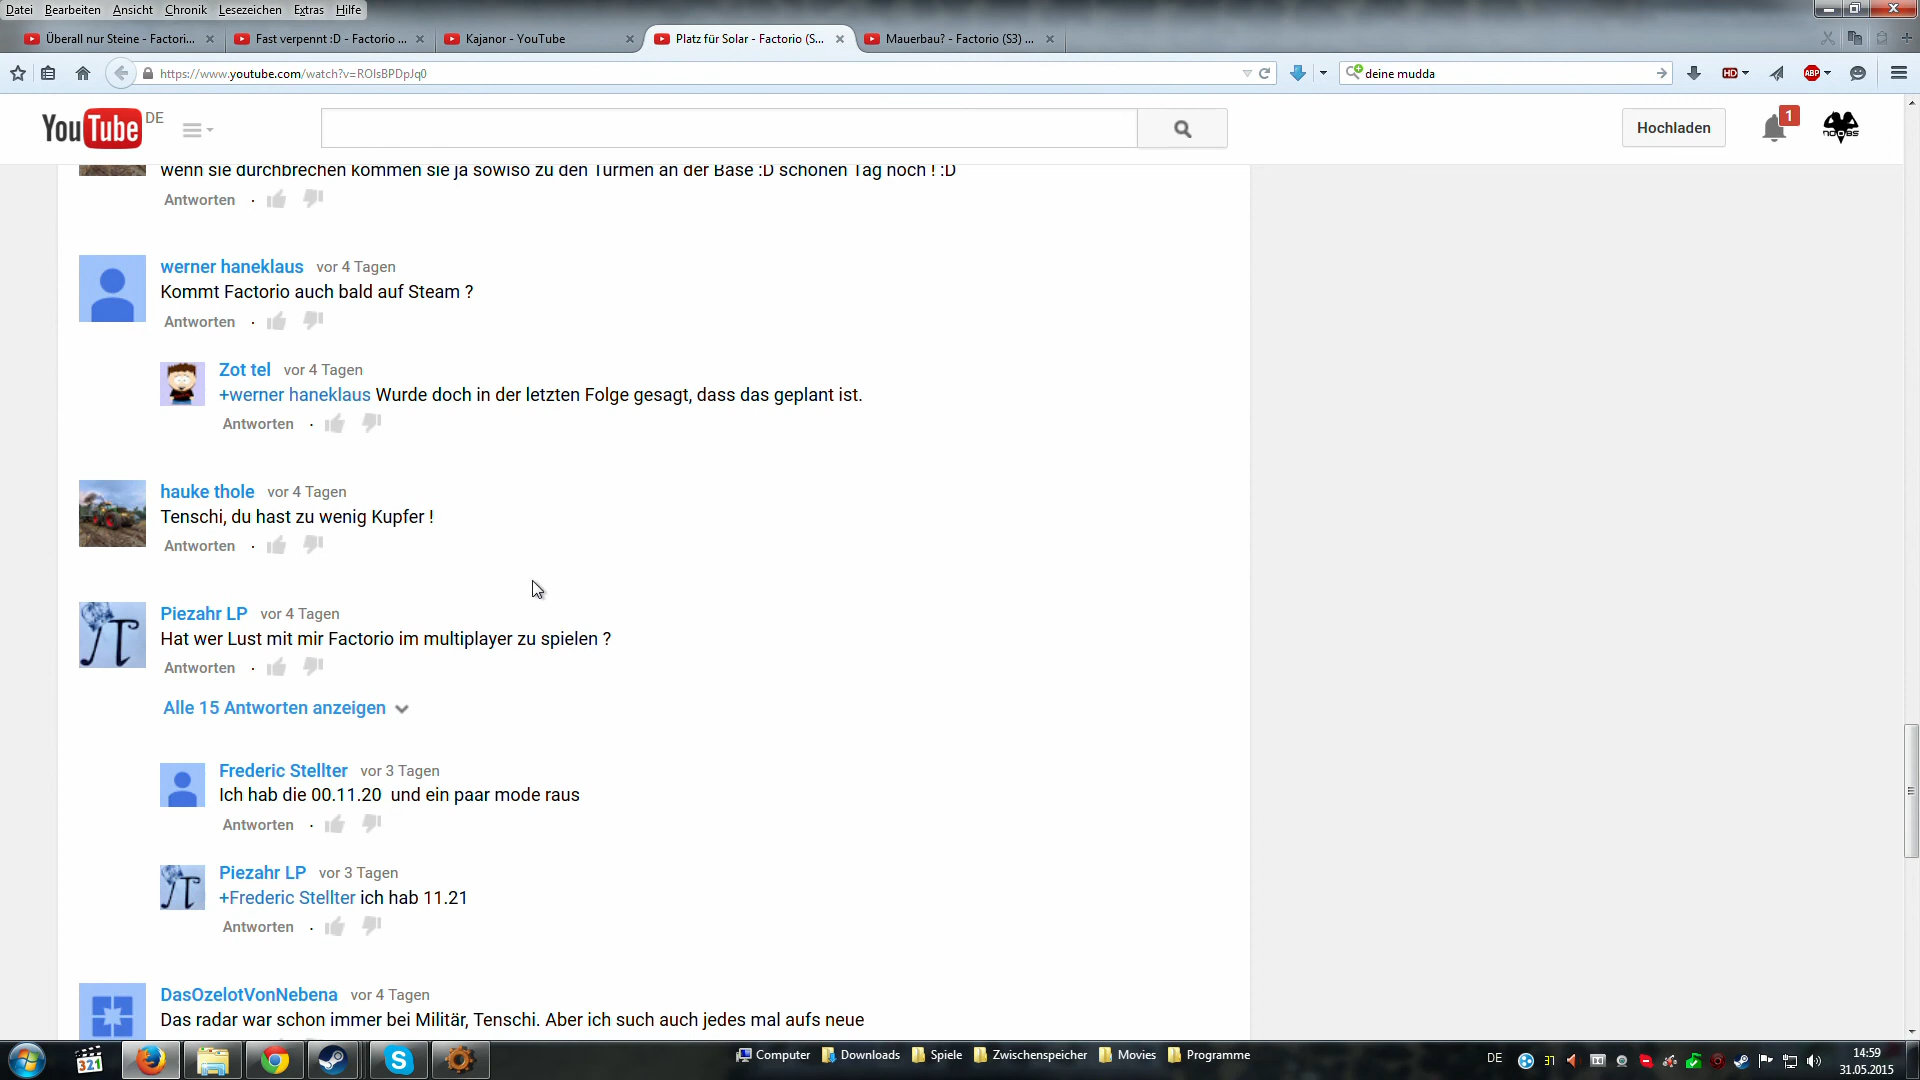 Datei Bearbeiten Ansicht Chronik Lesezeichen Extras Hilfe
Überall nur Steine - Factori... Fast verpennt :D - Factorio ... Kajanor - YouTube Platz für Solar - Factorio (S... Mauerbau? - Factorio (S3) ...
https://www.youtube.com/watch?v=ROIsBPDpJq0 deine mudda HD ABP
YouTube DE Hochladen 1
wenn sie durchbrechen kommen sie ja sowiso zu den Türmen an der Base :D schönen Tag noch ! :D
Antworten ·
werner haneklaus vor 4 Tagen
Kommt Factorio auch bald auf Steam ?
Antworten ·
Zot tel vor 4 Tagen
+werner haneklaus Wurde doch in der letzten Folge gesagt, dass das geplant ist.
Antworten ·
hauke thole vor 4 Tagen
Tenschi, du hast zu wenig Kupfer !
Antworten ·
Piezahr LP vor 4 Tagen
Hat wer Lust mit mir Factorio im multiplayer zu spielen ?
Antworten ·
Alle 15 Antworten anzeigen
Frederic Stellter vor 3 Tagen
Ich hab die 00.11.20  und ein paar mode raus
Antworten ·
Piezahr LP vor 3 Tagen
+Frederic Stellter ich hab 11.21
Antworten ·
DasOzelotVonNebena vor 4 Tagen
Das radar war schon immer bei Militär, Tenschi. Aber ich such auch jedes mal aufs neue
321 Computer Downloads Spiele Zwischenspeicher Movies Programme DE 14:59
31.05.2015